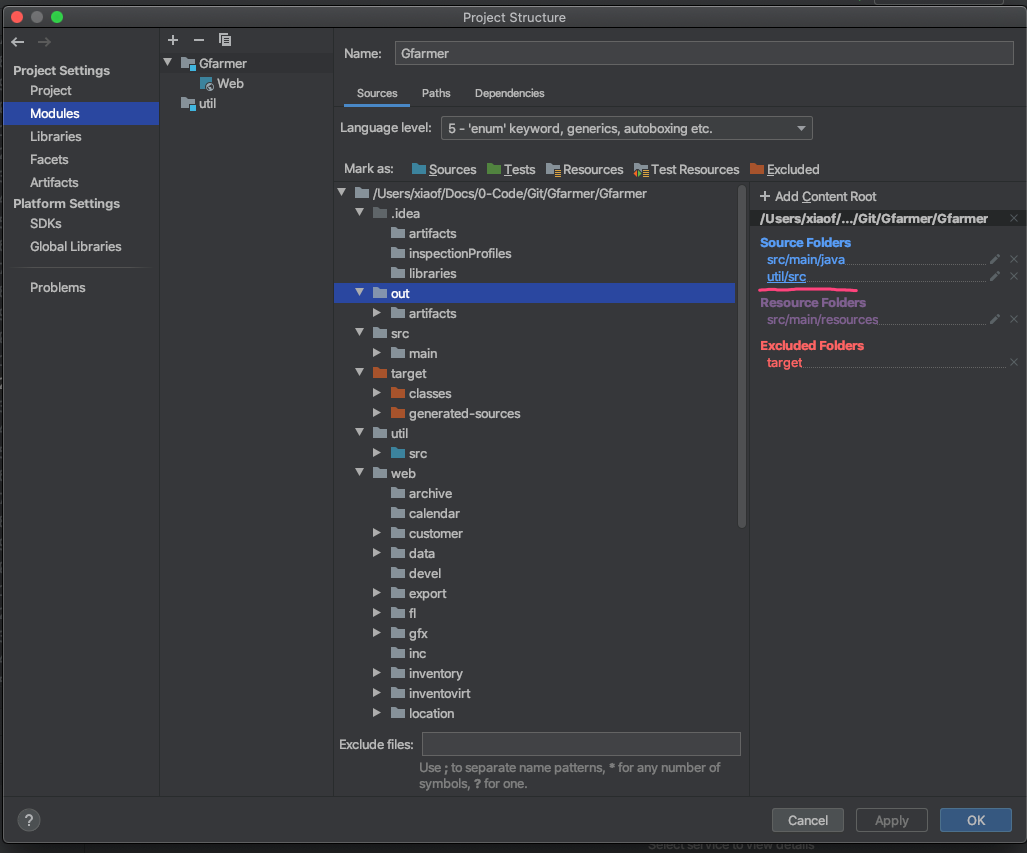 Project Structure
Project Settings
Project
Modules
Libraries
Facets
Artifacts
Platform Settings
SDKs
Global Libraries
Problems
Gfarmer
Web
util
Name: Gfarmer
Sources Paths Dependencies
Language level: 5 - 'enum' keyword, generics, autoboxing etc.
Mark as: Sources Tests Resources Test Resources Excluded
/Users/xiaof/Docs/0-Code/Git/Gfarmer/Gfarmer
.idea
artifacts
inspectionProfiles
libraries
out
artifacts
src
main
target
classes
generated-sources
util
src
web
archive
calendar
customer
data
devel
export
fl
gfx
inc
inventory
inventovirt
location
+ Add Content Root
/Users/xiaof/.../Git/Gfarmer/Gfarmer
Source Folders
src/main/java
util/src
Resource Folders
src/main/resources
Excluded Folders
target
Exclude files:
Use ; to separate name patterns, * for any number of
symbols, ? for one.
?
Cancel Apply OK
Select service to view details